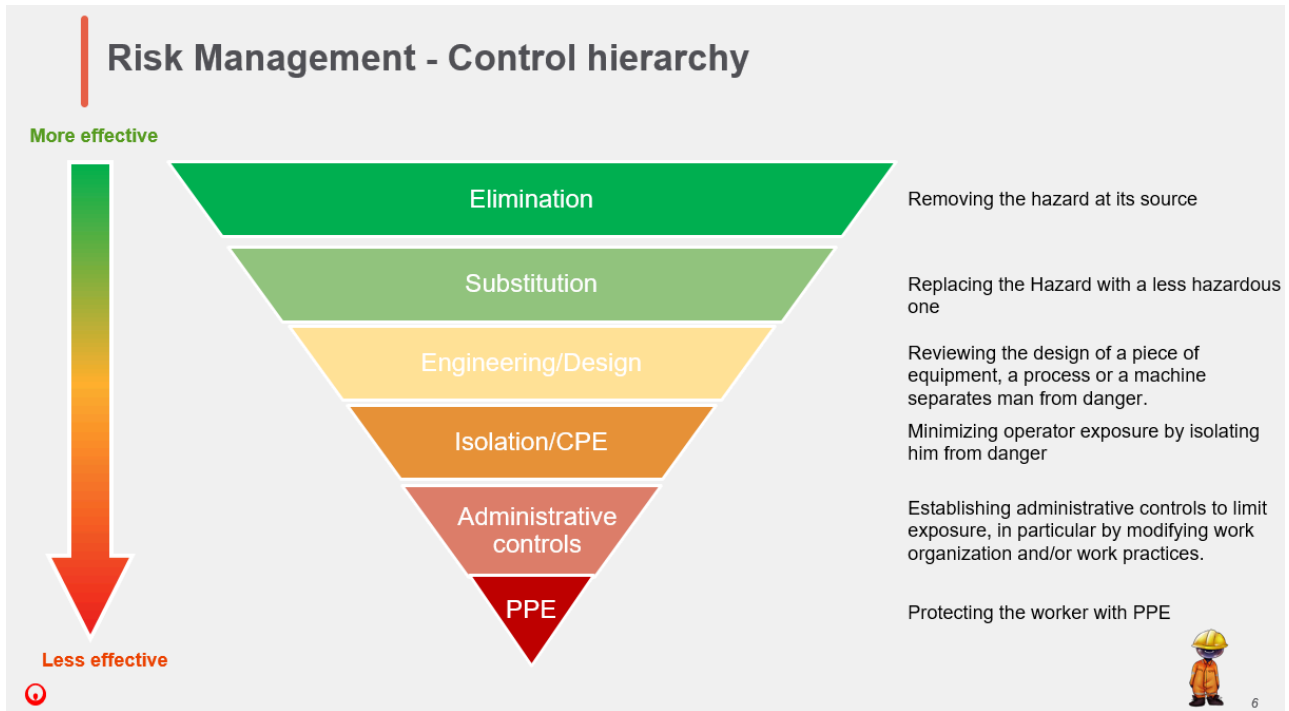 Risk Management - Control hierarchy
More effective
Elimination
Removing the hazard at its source
Substitution
Replacing the Hazard with a less hazardous
one
Engineering/Design
Reviewing the design of a piece of
equipment, a process or a machine
separates man from danger.
Isolation/CPE
Minimizing operator exposure by isolating
him from danger
Administrative
controls
Establishing administrative controls to limit
exposure, in particular by modifying work
organization and/or work practices.
PPE
Protecting the worker with PPE
Less effective
6